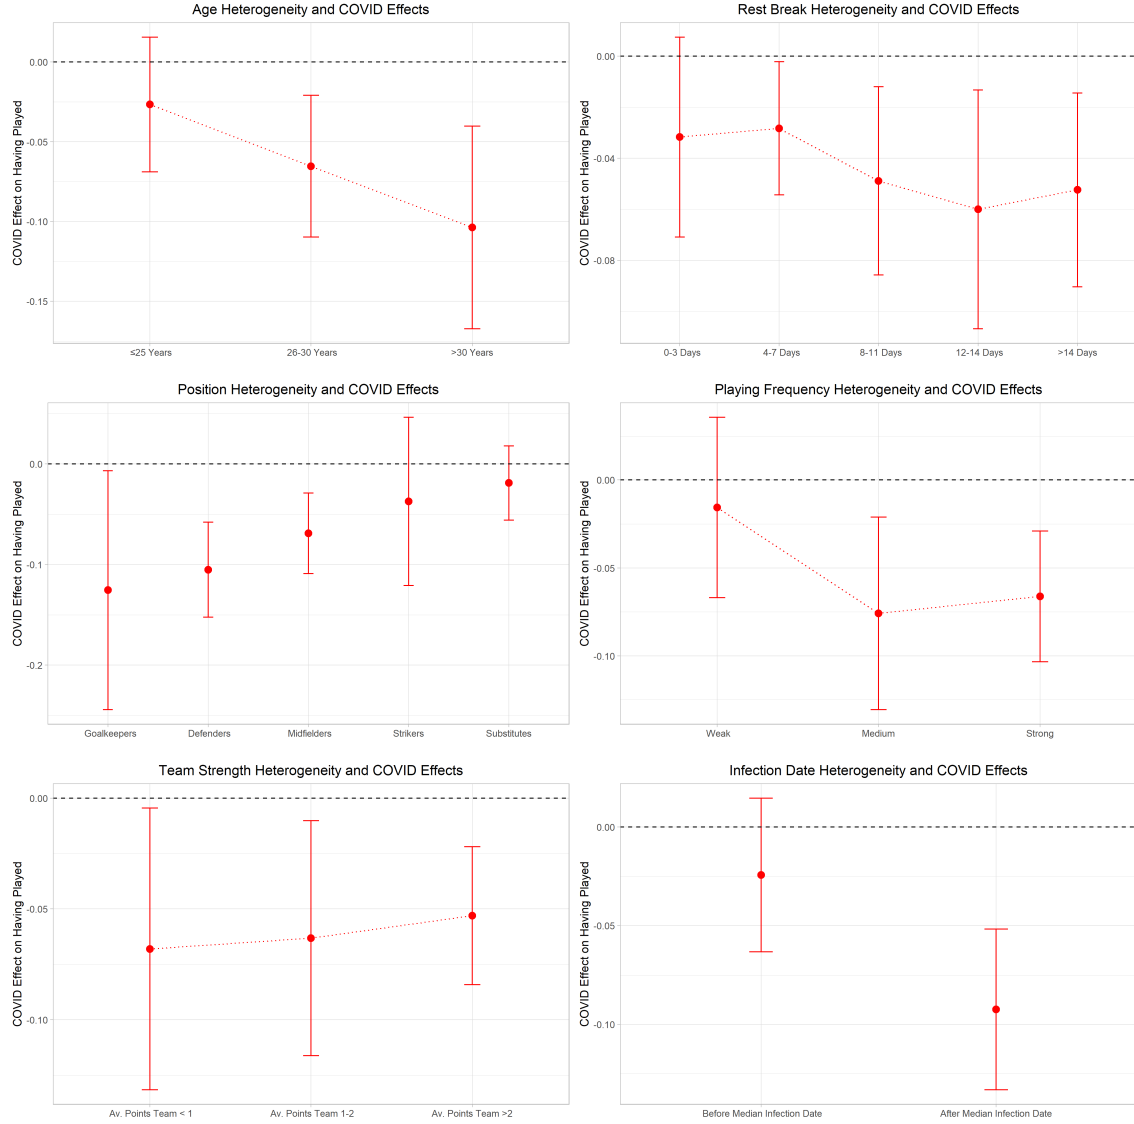 Age Heterogeneity and COVID Effects
COVID Effect on Having Played
0.00
-0.05
-0.10
-0.15
≤25 Years
26-30 Years
>30 Years
Rest Break Heterogeneity and COVID Effects
COVID Effect on Having Played
0.00
-0.04
-0.08
0-3 Days
4-7 Days
8-11 Days
12-14 Days
>14 Days
Position Heterogeneity and COVID Effects
COVID Effect on Having Played
0.0
-0.1
-0.2
Goalkeepers
Defenders
Midfielders
Strikers
Substitutes
Playing Frequency Heterogeneity and COVID Effects
COVID Effect on Having Played
0.00
-0.05
-0.10
Weak
Medium
Strong
Team Strength Heterogeneity and COVID Effects
COVID Effect on Having Played
0.00
-0.05
-0.10
Av. Points Team < 1
Av. Points Team 1-2
Av. Points Team >2
Infection Date Heterogeneity and COVID Effects
COVID Effect on Having Played
0.00
-0.05
-0.10
Before Median Infection Date
After Median Infection Date